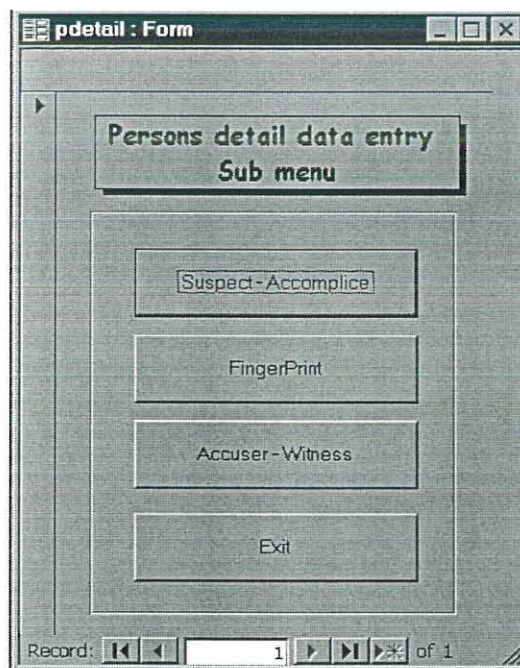 pdetail : Form
Persons detail data entry
Sub menu
Suspect-Accomplice
FingerPrint
Accuser-Witness
Exit
Record: 1 of 1